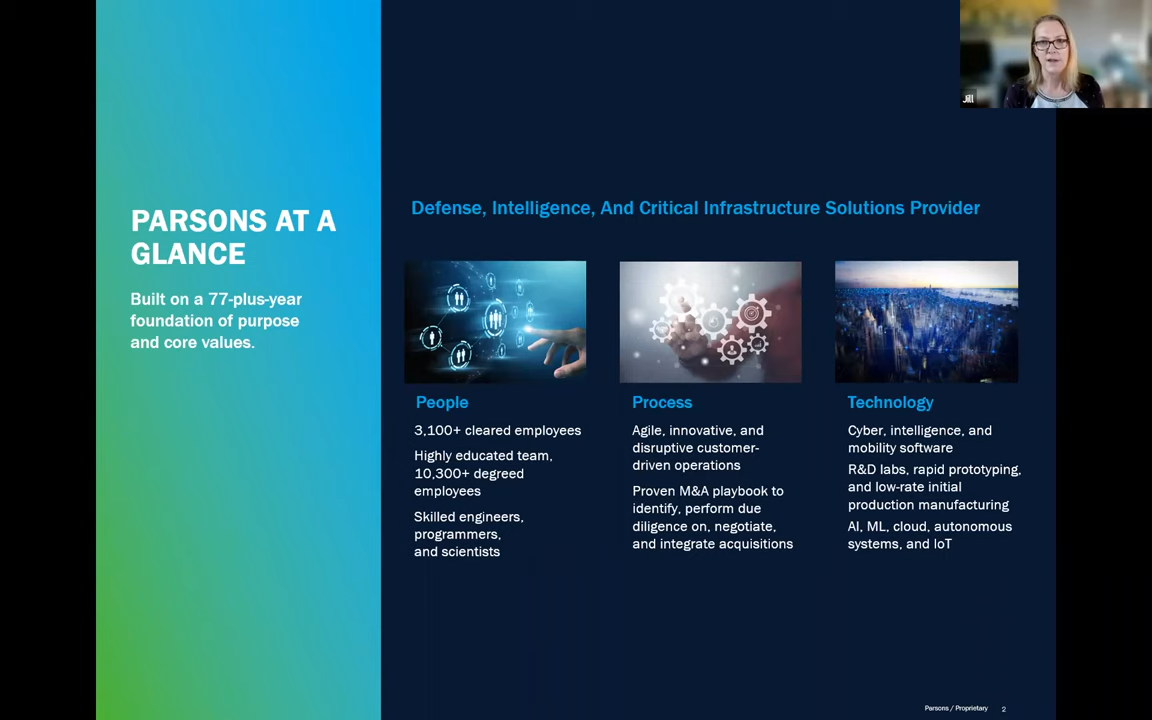 Jill
PARSONS AT A
GLANCE
Built on a 77-plus-year
foundation of purpose
and core values.
Defense, Intelligence, And Critical Infrastructure Solutions Provider
People
3,100+ cleared employees
Highly educated team,
10,300+ degreed
employees
Skilled engineers,
programmers,
and scientists
Process
Agile, innovative, and
disruptive customer-
driven operations
Proven M&A playbook to
identify, perform due
diligence on, negotiate,
and integrate acquisitions
Technology
Cyber, intelligence, and
mobility software
R&D labs, rapid prototyping,
and low-rate initial
production manufacturing
AI, ML, cloud, autonomous
systems, and IoT
Parsons / Proprietary 2